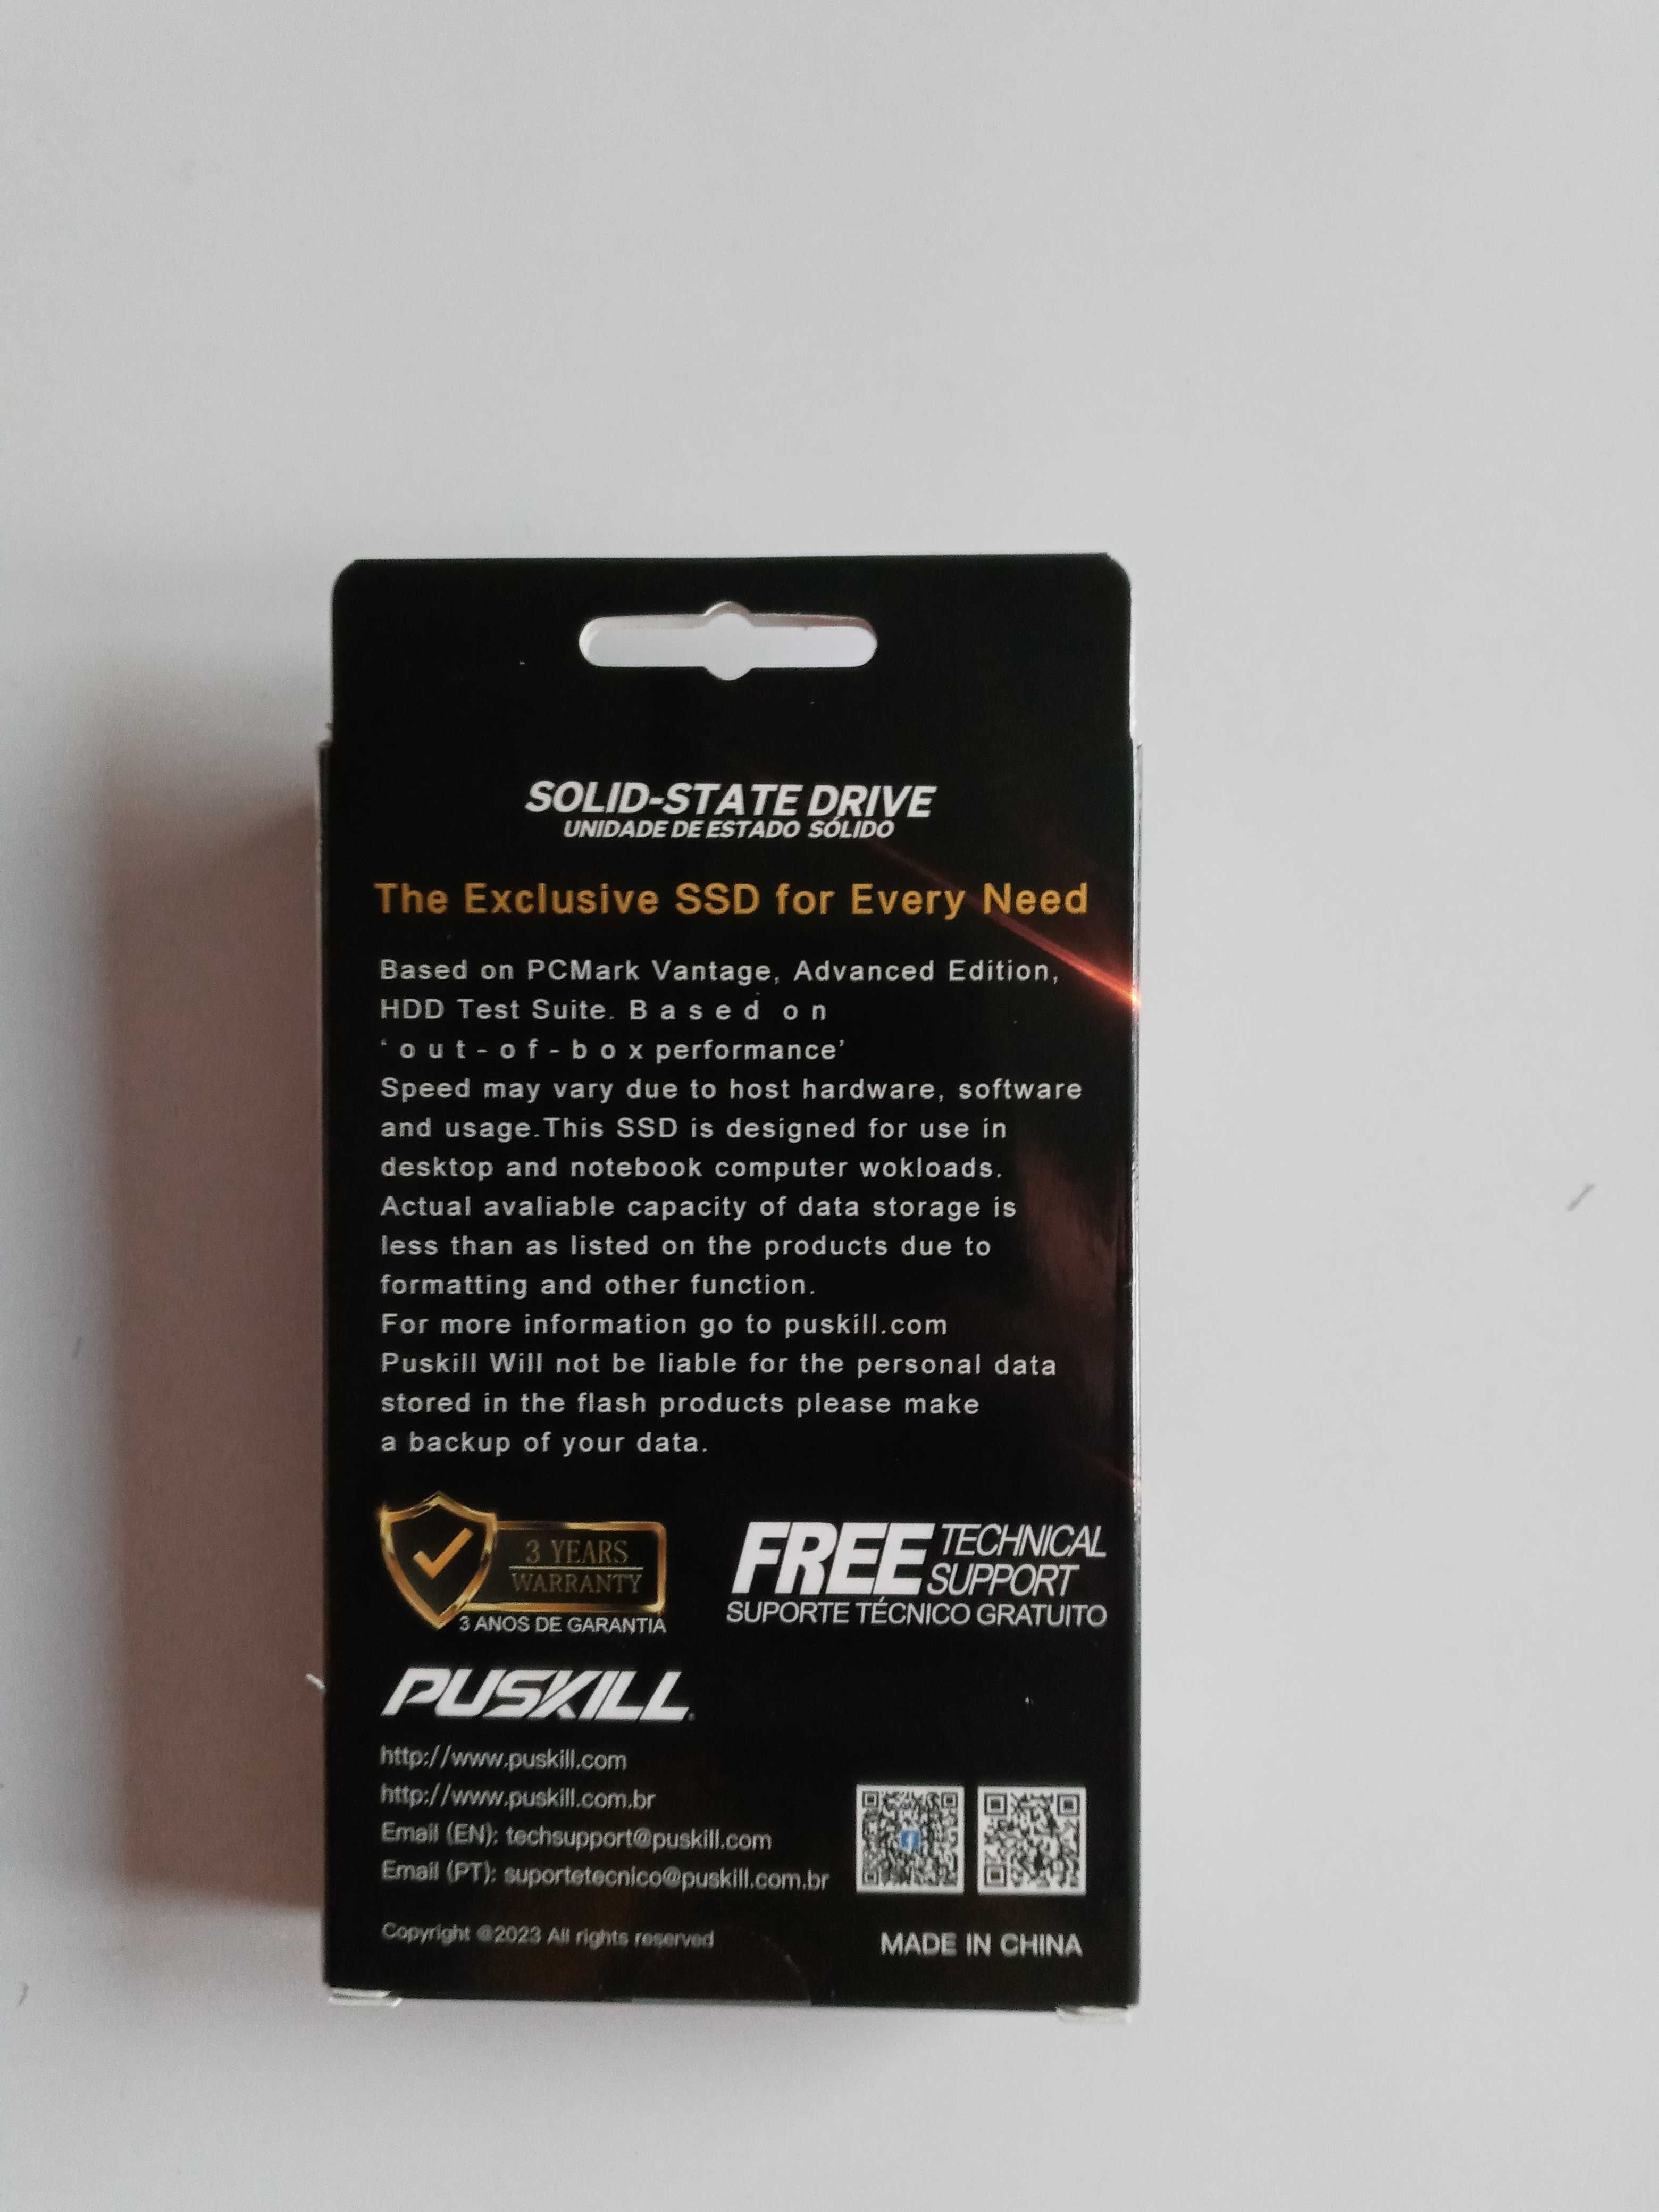 SOLID-STATE DRIVE
UNIDADE DE ESTADO SÓLIDO
The Exclusive SSD for Every Need
Based on PCMark Vantage, Advanced Edition,
HDD Test Suite. B a s e d o n
‘ o u t - o f - b o x performance’
Speed may vary due to host hardware, software
and usage.This SSD is designed for use in
desktop and notebook computer wokloads.
Actual avaliable capacity of data storage is
less than as listed on the products due to
formatting and other function.
For more information go to puskill.com
Puskill Will not be liable for the personal data
stored in the flash products please make
a backup of your data.
3 YEARS
WARRANTY
3 ANOS DE GARANTIA
FREE TECHNICAL
SUPPORT
SUPORTE TÉCNICO GRATUITO
PUSKILL
http://www.puskill.com
http://www.puskill.com.br
Email (EN): techsupport@puskill.com
Email (PT): suportetecnico@puskill.com.br
Copyright @2023 All rights reserved
MADE IN CHINA